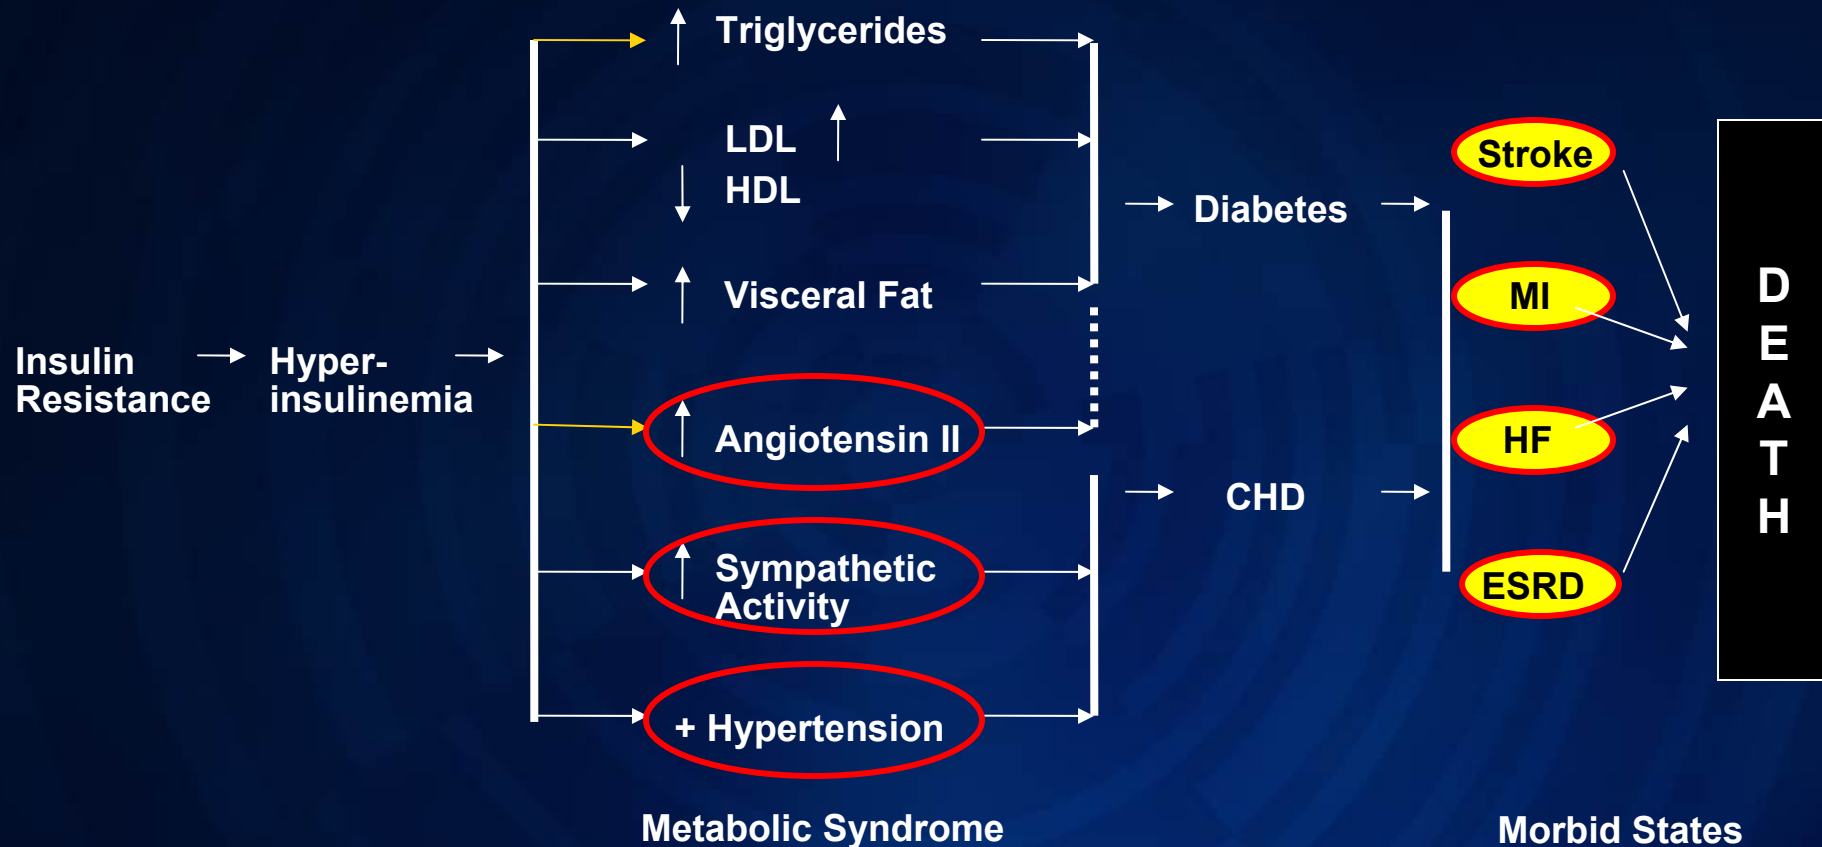 Triglycerides
LDL
HDL
Visceral Fat
Insulin
Resistance
Hyper-
insulinemia
Angiotensin II
Sympathetic
Activity
+ Hypertension
Metabolic Syndrome
Diabetes
CHD
Stroke
MI
HF
ESRD
Morbid States
D
E
A
T
H